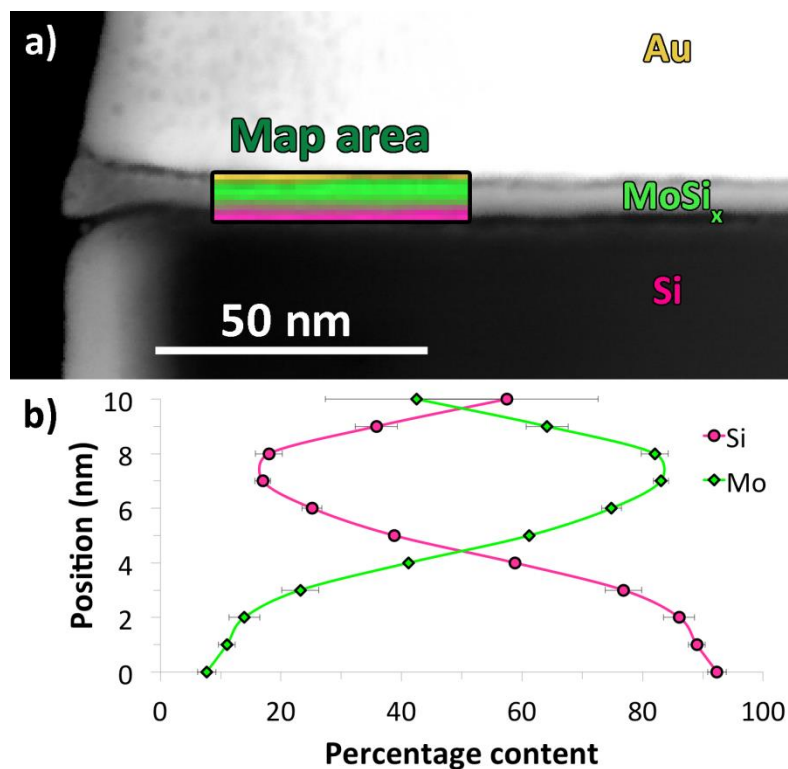 a)
Au
Map area
MoSiₓ
Si
50 nm
b)
10
8
6
4
2
0
Position (nm)
Si
Mo
0 20 40 60 80 100
Percentage content